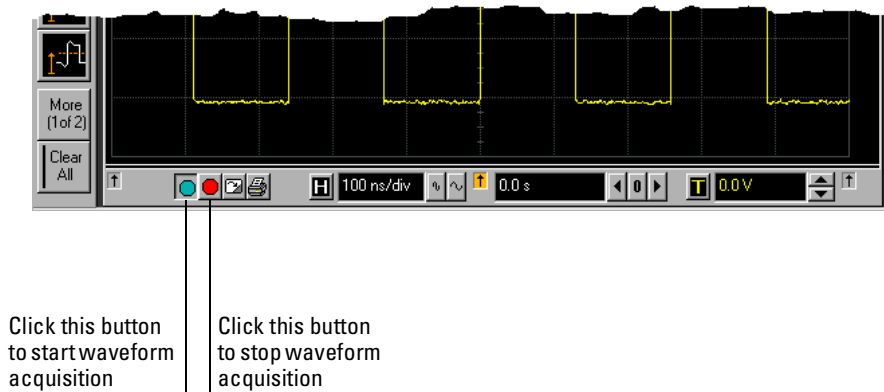 More
(1of 2)
Clear
All
H 100 ns/div 0.0 s 0 T 0.0 V
Click this button
to start waveform
acquisition
Click this button
to stop waveform
acquisition